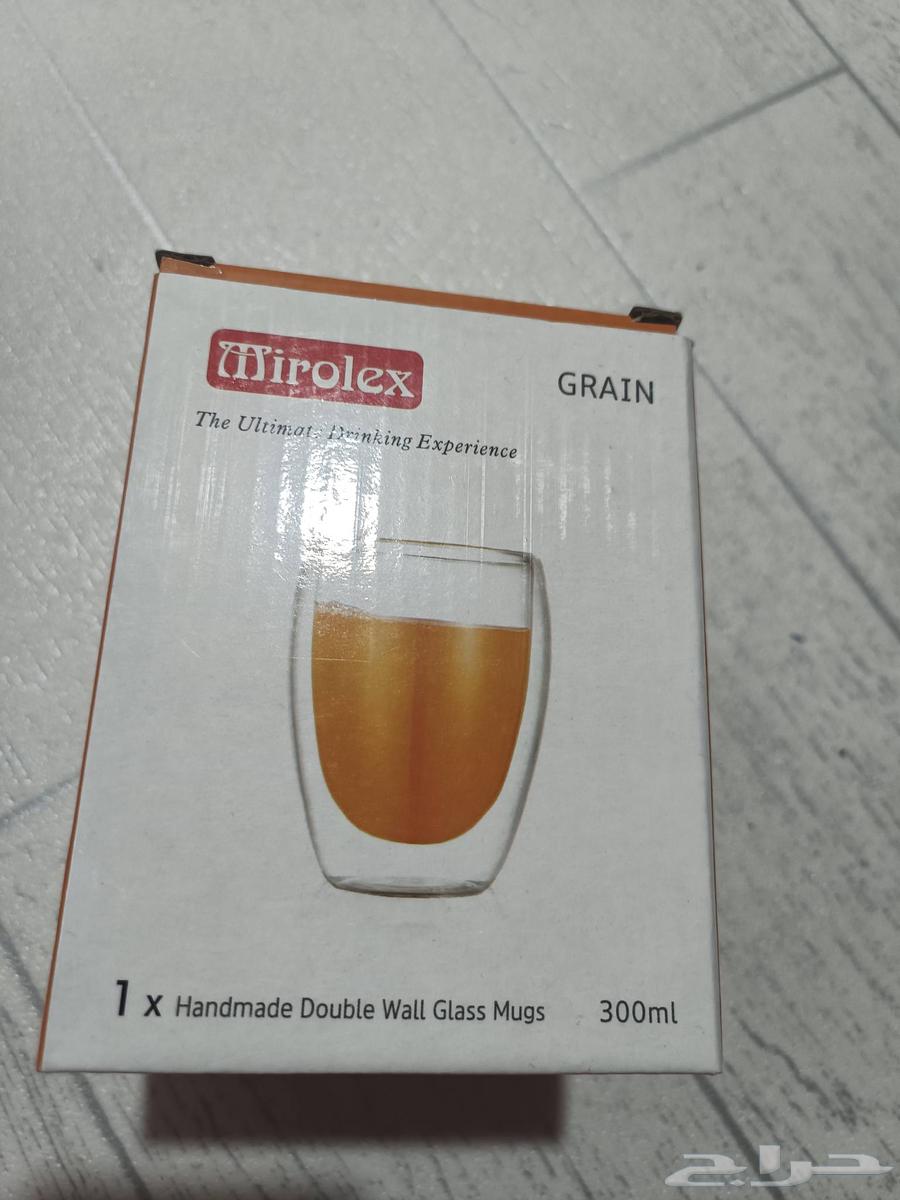 Mirolex
GRAIN
The Ultimate Drinking Experience
1 x Handmade Double Wall Glass Mugs
300ml
حراج